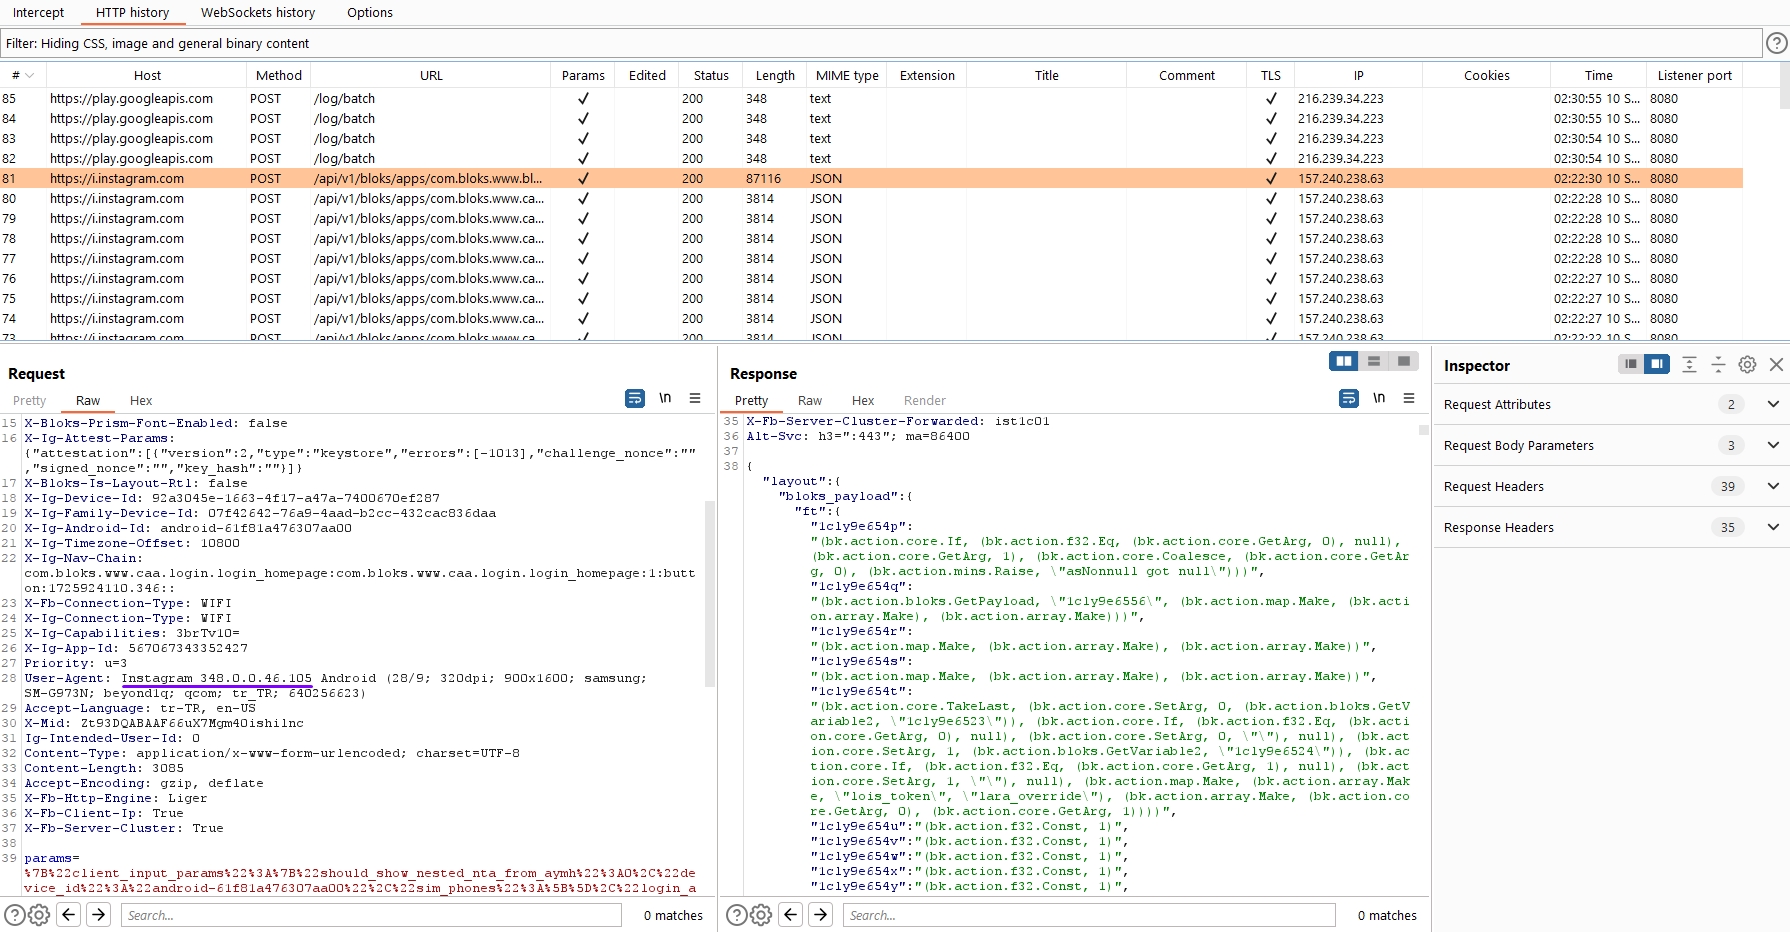 Intercept HTTP history WebSockets history Options
Filter: Hiding CSS, image and general binary content
# Host Method URL Params Edited Status Length MIME type Extension Title Comment TLS IP Cookies Time Listener port
85 https://play.googleapis.com POST /log/batch ✓ 200 348 text ✓ 216.239.34.223 02:30:55 10 S... 8080
84 https://play.googleapis.com POST /log/batch ✓ 200 348 text ✓ 216.239.34.223 02:30:55 10 S... 8080
83 https://play.googleapis.com POST /log/batch ✓ 200 348 text ✓ 216.239.34.223 02:30:54 10 S... 8080
82 https://play.googleapis.com POST /log/batch ✓ 200 348 text ✓ 216.239.34.223 02:30:54 10 S... 8080
81 https://i.instagram.com POST /api/v1/bloks/apps/com.bloks.www.bl... ✓ 200 87116 JSON ✓ 157.240.238.63 02:22:30 10 S... 8080
80 https://i.instagram.com POST /api/v1/bloks/apps/com.bloks.www.ca... ✓ 200 3814 JSON ✓ 157.240.238.63 02:22:28 10 S... 8080
79 https://i.instagram.com POST /api/v1/bloks/apps/com.bloks.www.ca... ✓ 200 3814 JSON ✓ 157.240.238.63 02:22:28 10 S... 8080
78 https://i.instagram.com POST /api/v1/bloks/apps/com.bloks.www.ca... ✓ 200 3814 JSON ✓ 157.240.238.63 02:22:28 10 S... 8080
77 https://i.instagram.com POST /api/v1/bloks/apps/com.bloks.www.ca... ✓ 200 3814 JSON ✓ 157.240.238.63 02:22:28 10 S... 8080
76 https://i.instagram.com POST /api/v1/bloks/apps/com.bloks.www.ca... ✓ 200 3814 JSON ✓ 157.240.238.63 02:22:27 10 S... 8080
75 https://i.instagram.com POST /api/v1/bloks/apps/com.bloks.www.ca... ✓ 200 3814 JSON ✓ 157.240.238.63 02:22:27 10 S... 8080
74 https://i.instagram.com POST /api/v1/bloks/apps/com.bloks.www.ca... ✓ 200 3814 JSON ✓ 157.240.238.63 02:22:27 10 S... 8080
73 https://i.instagram.com POST /api/v1/bloks/apps/com.bloks.www.ca... ✓ 200 3814 JSON ✓ 157.240.238.63 02:22:22 10 S... 8080
Request
Pretty Raw Hex \n
15 X-Bloks-Prism-Font-Enabled: false
16 X-Ig-Attest-Params:
{"attestation":[{"version":2,"type":"keystore","errors":[-1013],"challenge_nonce":""
,"signed_nonce":"","key_hash":""}]}
17 X-Bloks-Is-Layout-Rtl: false
18 X-Ig-Device-Id: 92a3045e-1663-4f17-a47a-7400670ef287
19 X-Ig-Family-Device-Id: 07f42642-76a9-4aad-b2cc-432cac836daa
20 X-Ig-Android-Id: android-61f81a476307aa00
21 X-Ig-Timezone-Offset: 10800
22 X-Ig-Nav-Chain:
com.bloks.www.caa.login.login_homepage:com.bloks.www.caa.login.login_homepage:1:butt
on:1725924110.346::
23 X-Fb-Connection-Type: WIFI
24 X-Ig-Connection-Type: WIFI
25 X-Ig-Capabilities: 3brTv10=
26 X-Ig-App-Id: 567067343352427
27 Priority: u=3
28 User-Agent: Instagram 348.0.0.46.105 Android (28/9; 320dpi; 900x1600; samsung;
SM-G973N; beyond1q; qcom; tr_TR; 640256623)
29 Accept-Language: tr-TR, en-US
30 X-Mid: Zt93DQABAAF66uX7Mgm40ishilnc
31 Ig-Intended-User-Id: 0
32 Content-Type: application/x-www-form-urlencoded; charset=UTF-8
33 Content-Length: 3085
34 Accept-Encoding: gzip, deflate
35 X-Fb-Http-Engine: Liger
36 X-Fb-Client-Ip: True
37 X-Fb-Server-Cluster: True
38
39 params=
%7B%22client_input_params%22%3A%7B%22should_show_nested_nta_from_aymh%22%3A0%2C%22de
vice_id%22%3A%22android-61f81a476307aa00%22%2C%22sim_phones%22%3A%5B%5D%2C%22login_a
Search... 0 matches
Response
Pretty Raw Hex Render \n
35 X-Fb-Server-Cluster-Forwarded: ist1c01
36 Alt-Svc: h3=":443"; ma=86400
37
38 {
"layout":{
"bloks_payload":{
"ft":{
"1cly9e654p":
"(bk.action.core.If, (bk.action.f32.Eq, (bk.action.core.GetArg, 0), null),
(bk.action.core.GetArg, 1), (bk.action.core.Coalesce, (bk.action.core.GetAr
g, 0), (bk.action.mins.Raise, \"asNonnull got null\")))",
"1cly9e654q":
"(bk.action.bloks.GetPayload, \"1cly9e6556\", (bk.action.map.Make, (bk.acti
on.array.Make), (bk.action.array.Make)))",
"1cly9e654r":
"(bk.action.map.Make, (bk.action.array.Make), (bk.action.array.Make))",
"1cly9e654s":
"(bk.action.map.Make, (bk.action.array.Make), (bk.action.array.Make))",
"1cly9e654t":
"(bk.action.core.TakeLast, (bk.action.core.SetArg, 0, (bk.action.bloks.GetV
ariable2, \"1cly9e6523\")), (bk.action.core.If, (bk.action.f32.Eq, (bk.acti
on.core.GetArg, 0), null), (bk.action.core.SetArg, 0, \"\"), null), (bk.act
ion.core.SetArg, 1, (bk.action.bloks.GetVariable2, \"1cly9e6524\")), (bk.ac
tion.core.If, (bk.action.f32.Eq, (bk.action.core.GetArg, 1), null), (bk.act
ion.core.SetArg, 1, \"\"), null), (bk.action.map.Make, (bk.action.array.Mak
e, \"lois_token\", \"lara_override\"), (bk.action.array.Make, (bk.action.co
re.GetArg, 0), (bk.action.core.GetArg, 1))))",
"1cly9e654u":"(bk.action.f32.Const, 1)",
"1cly9e654v":"(bk.action.f32.Const, 1)",
"1cly9e654w":"(bk.action.f32.Const, 1)",
"1cly9e654x":"(bk.action.f32.Const, 1)",
"1cly9e654y":"(bk.action.f32.Const, 1)",
Search... 0 matches
Inspector
Request Attributes 2
Request Body Parameters 3
Request Headers 39
Response Headers 35